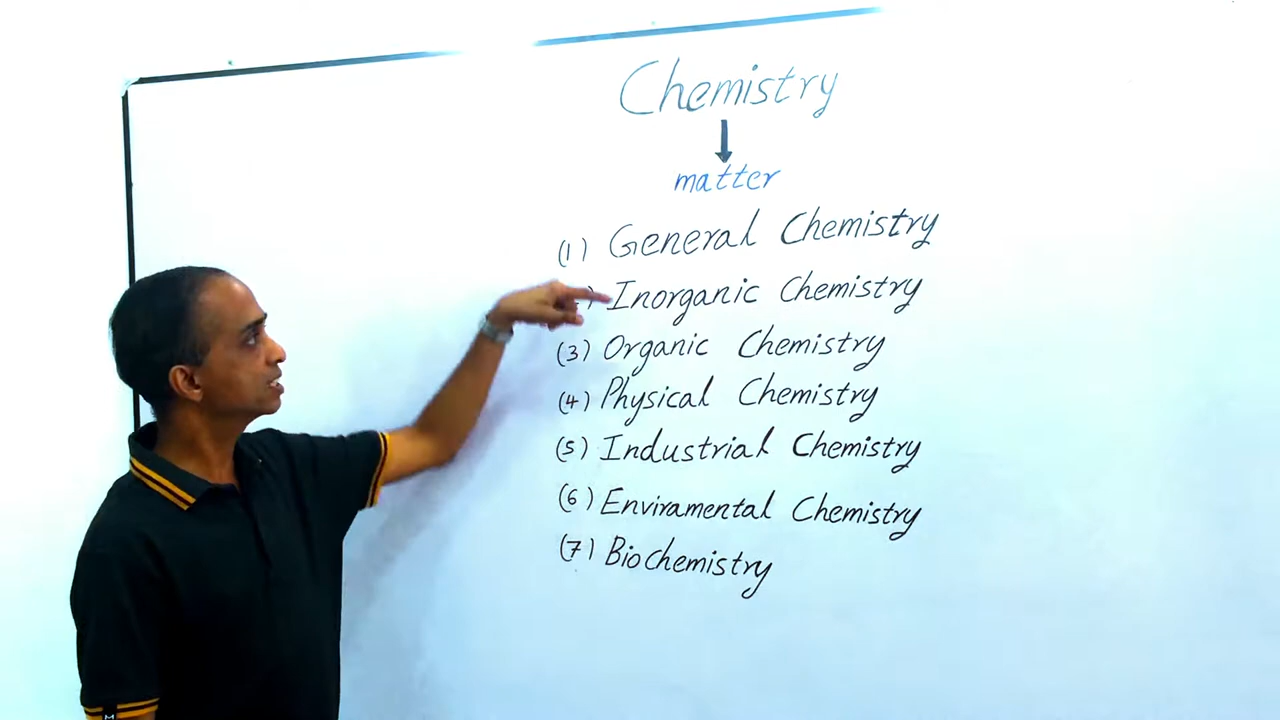 Chemistry
matter
(1) General Chemistry
) Inorganic Chemistry
(3) Organic Chemistry
(4) Physical Chemistry
(5) Industrial Chemistry
(6) Enviramental Chemistry
(7) Biochemistry